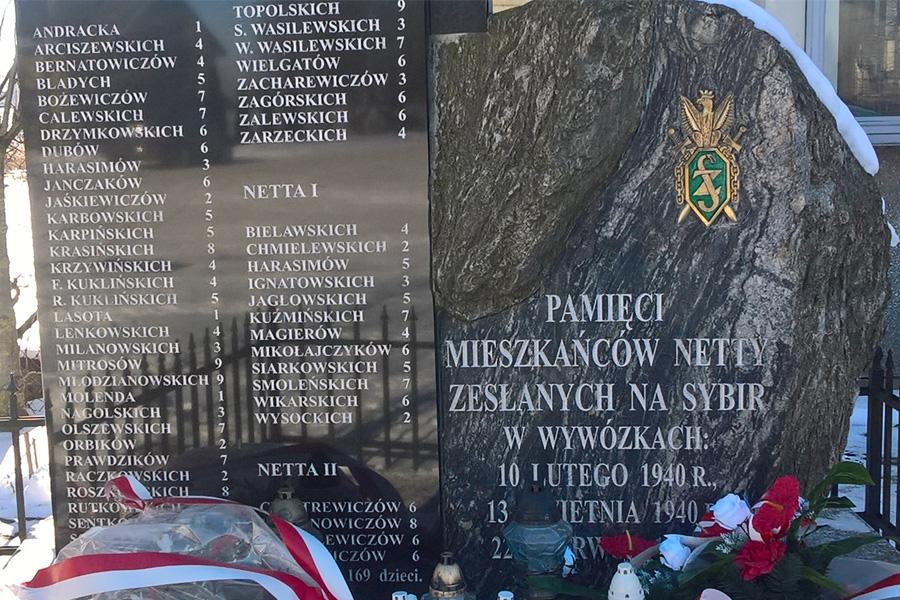 ANDRACKA 1
ARCISZEWSKICH 4
BERNATOWICZÓW 4
BLADYCH 5
BOŻEWICZÓW 7
CALEWSKICH 7
DRZYMKOWSKICH 6
DUBÓW 6
HARASIMÓW 3
JANCZAKÓW 6
JAŚKIEWICZÓW 2
KARBOWSKICH 5
KARPIŃSKICH 5
KRASIŃSKICH 8
KRZYWIŃSKICH 4
F. KUKLIŃSKICH 4
R. KUKLIŃSKICH 5
LASOTA 1
LENKOWSKICH 4
MILANOWSKICH 3
MITROSÓW 9
MŁODZIANOWSKICH 9
MOLENDA 1
NAGÓLSKICH 3
OLSZEWSKICH 7
ORBIKÓW 2
PRAWDZIKÓW 7
RACZKOWSKICH 2
8
TOPOLSKICH 9
S. WASILEWSKICH 3
W. WASILEWSKICH 7
WIELGATÓW 6
ZACHAREWICZÓW 3
ZAGÓRSKICH 6
ZALEWSKICH 6
ZARZECKICH 4
NETTA I
BIELAWSKICH 4
CHMIELEWSKICH 2
HARASIMÓW 5
IGNATOWSKICH 3
JAGŁOWSKICH 5
KUŹMIŃSKICH 7
MAGIERÓW 4
MIKOŁAJCZYKÓW 6
SIARKOWSKICH 5
SMOLEŃSKICH 7
WIKARSKICH 6
WYSOCKICH 2
NETTA II
6
8
6
6
169 dzieci.
PAMIĘCI
MIESZKAŃCÓW NETTY
ZESŁANYCH NA SYBIR
W WYWÓZKACH:
10 LUTEGO 1940 R.,
13 1940